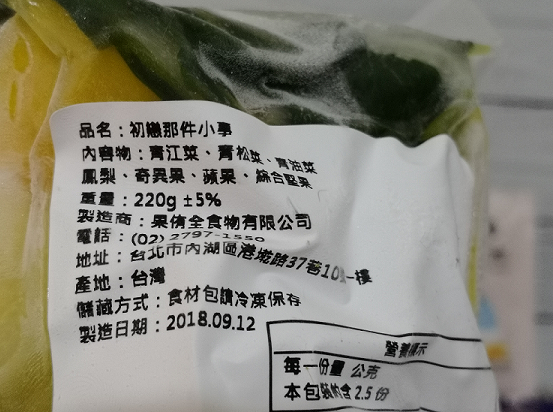 品名：初戀那件小事
內容物：青江菜、青松菜、青油菜
鳳梨、奇異果、蘋果、綜合堅果
重量：220g ±5%
製造商：果倩全食物有限公司
電話：(02) 2797-1550
地址：台北市內湖區港墘路37巷10 一樓
產地：台灣
儲藏方式：食材包請冷凍保存
製造日期：2018.09.12
營養標示
每一份量 公克
本包裝約含 2.5 份